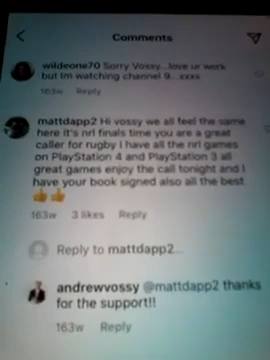 Comments
wildeone70 Sorry Vossy...love ur work
but Im watching channel 9...xxxs
163w Reply
mattdapp2 Hi vossy we all feel the same
here it's nrl finals time you are a great
caller for rugby I have all the nrl games
on PlayStation 4 and PlayStation 3 all
great games enjoy the call tonight and I
have your book signed also all the best
👍👍
163w 3 likes Reply
Reply to mattdapp2...
andrewvossy @mattdapp2 thanks
for the support!!
163w Reply